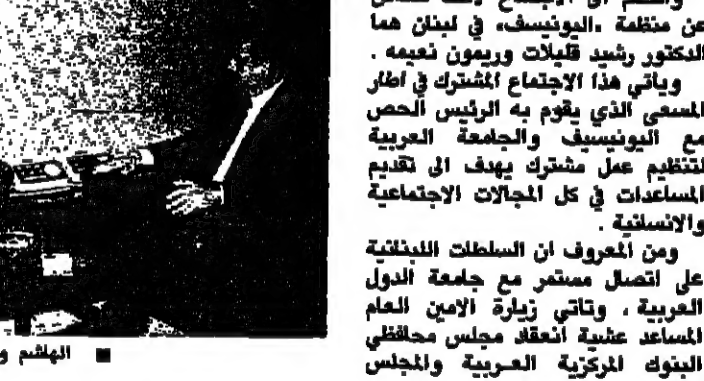 عن منظمة «اليونيسف» في لبنان هما
الدكتور رشيد قليلات وريمون نعيمه .
ويأتي هذا الاجتماع المشترك في اطار
المسعى الذي يقوم به الرئيس الحص
مع اليونيسيف والجامعة العربية
لتنظيم عمل مشترك يهدف الى تقديم
المساعدات في كل المجالات الاجتماعية
والانسانية .
ومن المعروف ان السلطات اللبنانية
على اتصال مستمر مع جامعة الدول
العربية ، وتاتي زيارة الامين العام
المساعد عشية انعقاد مجلس محافظي
البنوك المركزية العربية والمجلس
■ الهاشم و